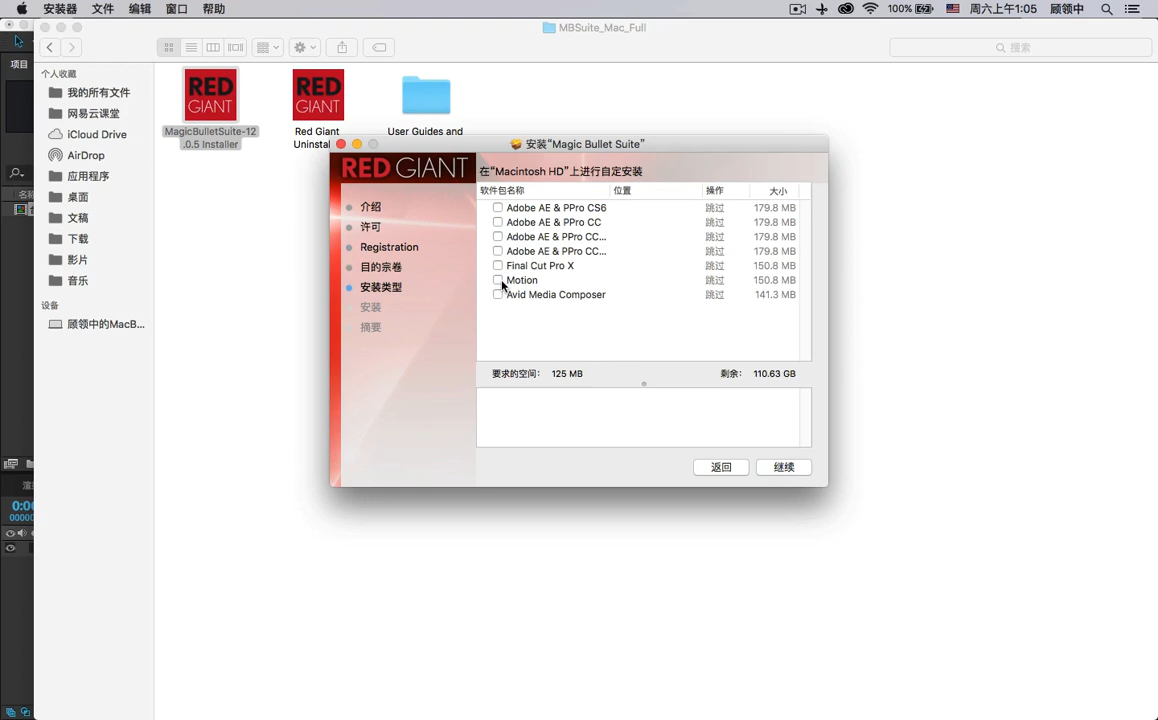 安装器 文件 编辑 窗口 帮助 100% 周六上午1:05 顾领中
MBSuite_Mac_Full
搜索
项目
个人收藏
我的所有文件
网易云课堂
iCloud Drive
AirDrop
应用程序
桌面
文稿
下载
影片
音乐
设备
顾领中的MacB...
RED
GIANT
MagicBulletSuite-12
.0.5 Installer
RED
GIANT
Red Giant
Uninstal
User Guides and
安装“Magic Bullet Suite”
RED GIANT
在“Macintosh HD”上进行自定安装
介绍
许可
Registration
目的宗卷
安装类型
安装
摘要
软件包名称 位置 操作 大小
Adobe AE & PPro CS6 跳过 179.8 MB
Adobe AE & PPro CC 跳过 179.8 MB
Adobe AE & PPro CC... 跳过 179.8 MB
Adobe AE & PPro CC... 跳过 179.8 MB
Final Cut Pro X 跳过 150.8 MB
Motion 跳过 150.8 MB
Avid Media Composer 跳过 141.3 MB
要求的空间: 125 MB 剩余: 110.63 GB
返回 继续